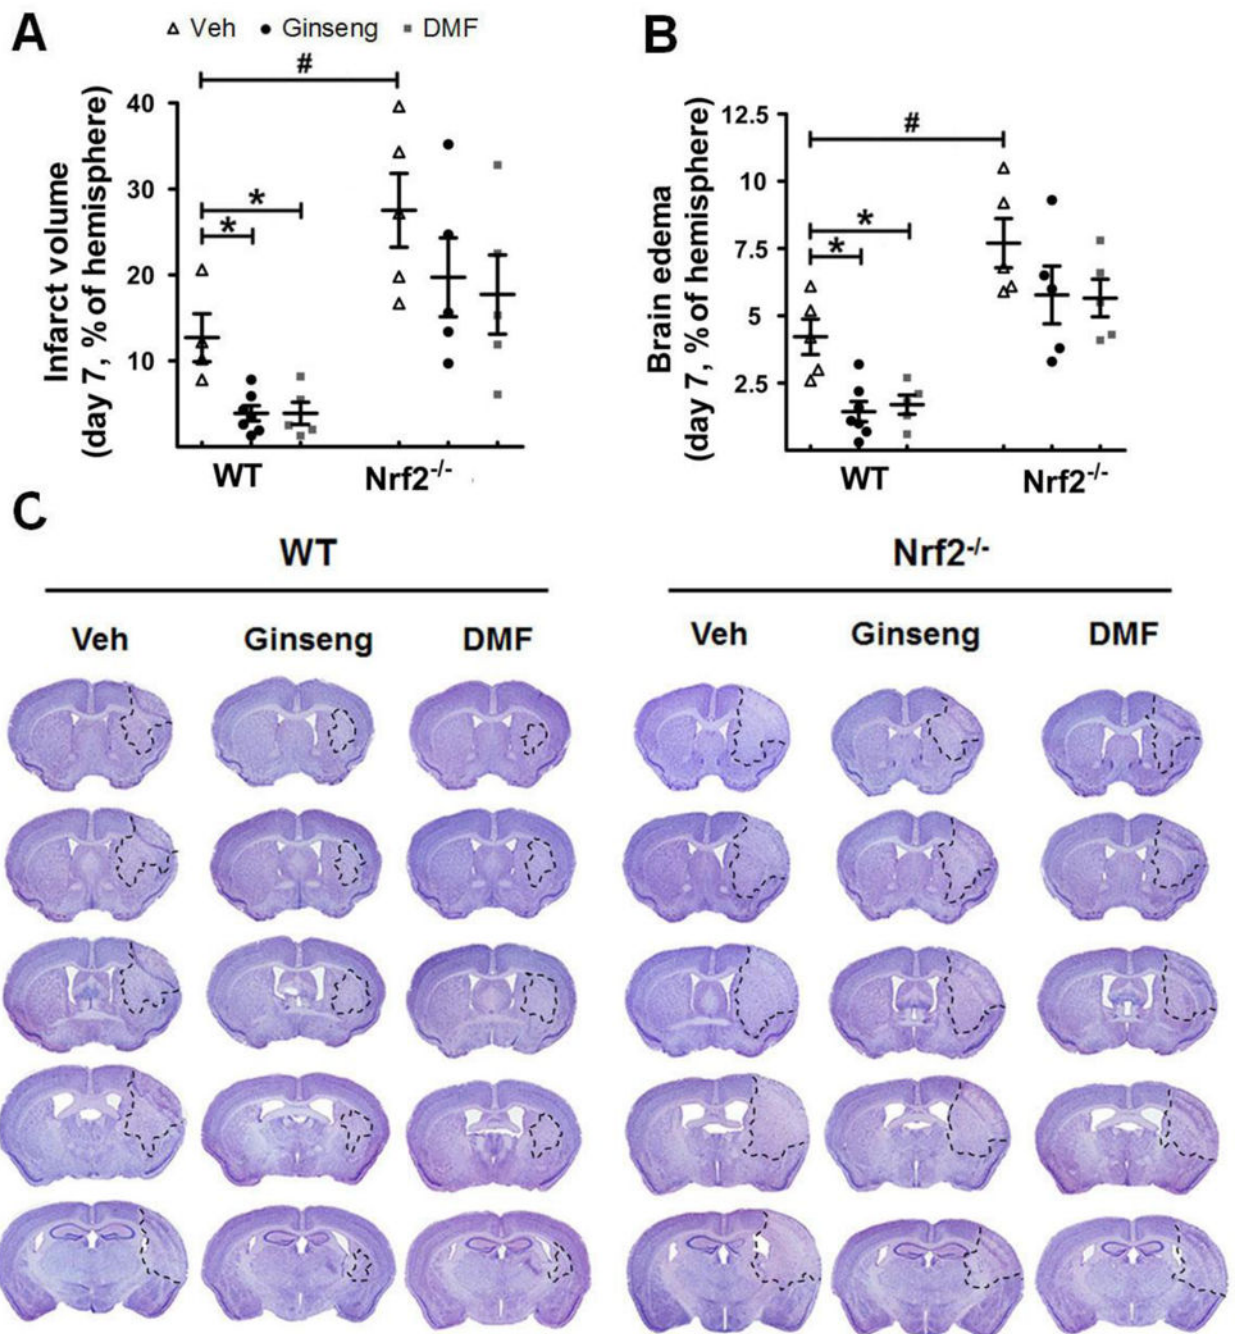 A
△ Veh ● Ginseng ■ DMF
#
*
*
Infarct volume
(day 7, % of hemisphere)
40
30
20
10
WT Nrf2-/-
B
#
*
*
Brain edema
(day 7, % of hemisphere)
12.5
10
7.5
5
2.5
WT Nrf2-/-
C
WT Nrf2-/-
Veh Ginseng DMF Veh Ginseng DMF